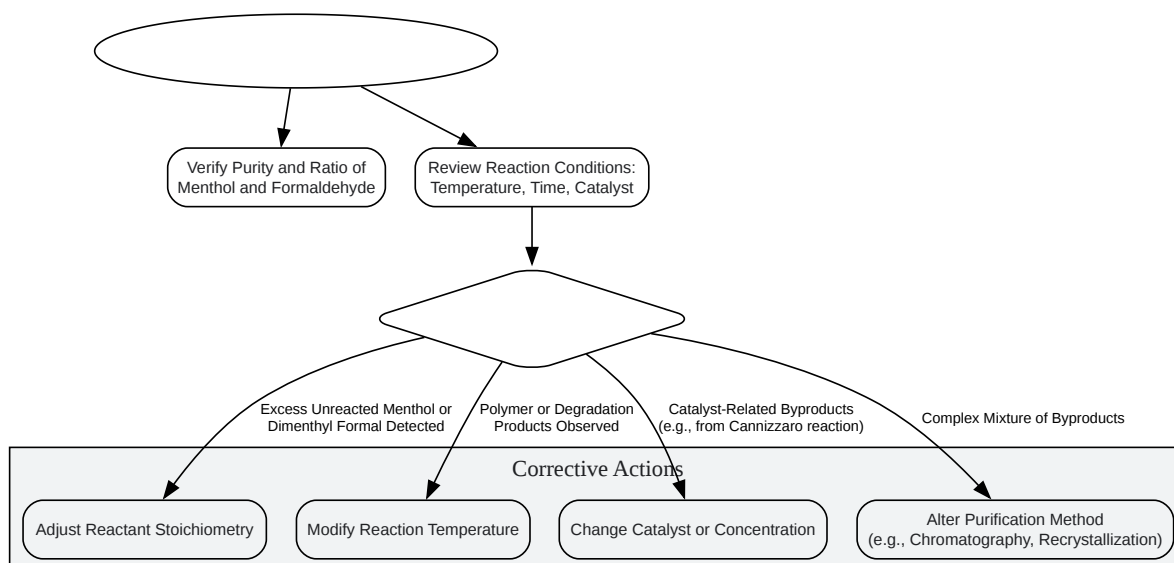 Verify Purity and Ratio of
Menthol and Formaldehyde
Review Reaction Conditions:
Temperature, Time, Catalyst
Excess Unreacted Menthol or
Dimenthyl Formal Detected
Polymer or Degradation
Products Observed
Catalyst-Related Byproducts
(e.g., from Cannizzaro reaction)
Complex Mixture of Byproducts
Corrective Actions
Adjust Reactant Stoichiometry
Modify Reaction Temperature
Change Catalyst or Concentration
Alter Purification Method
(e.g., Chromatography, Recrystallization)